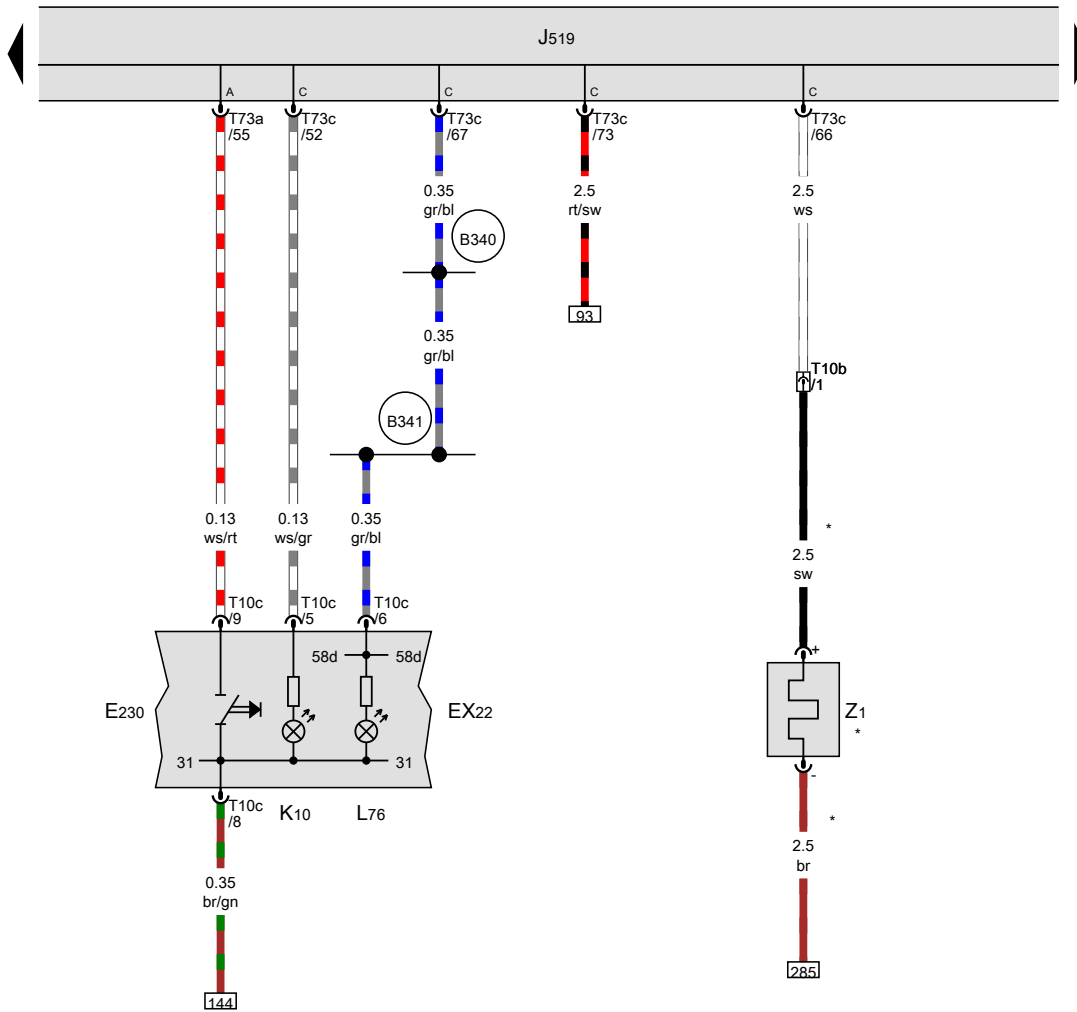 J519
A
C
C
C
C
T73a
/55
T73c
/52
T73c
/67
T73c
/73
T73c
/66
0.35
gr/bl
2.5
rt/sw
2.5
ws
B340
93
0.35
gr/bl
T10b
/1
B341
0.13
ws/rt
0.13
ws/gr
0.35
gr/bl
*
2.5
sw
T10c
/9
T10c
/5
T10c
/6
58d
58d
+
E230
EX22
Z1
*
31
31
-
T10c
/8
K10
L76
*
2.5
br
0.35
br/gn
285
144